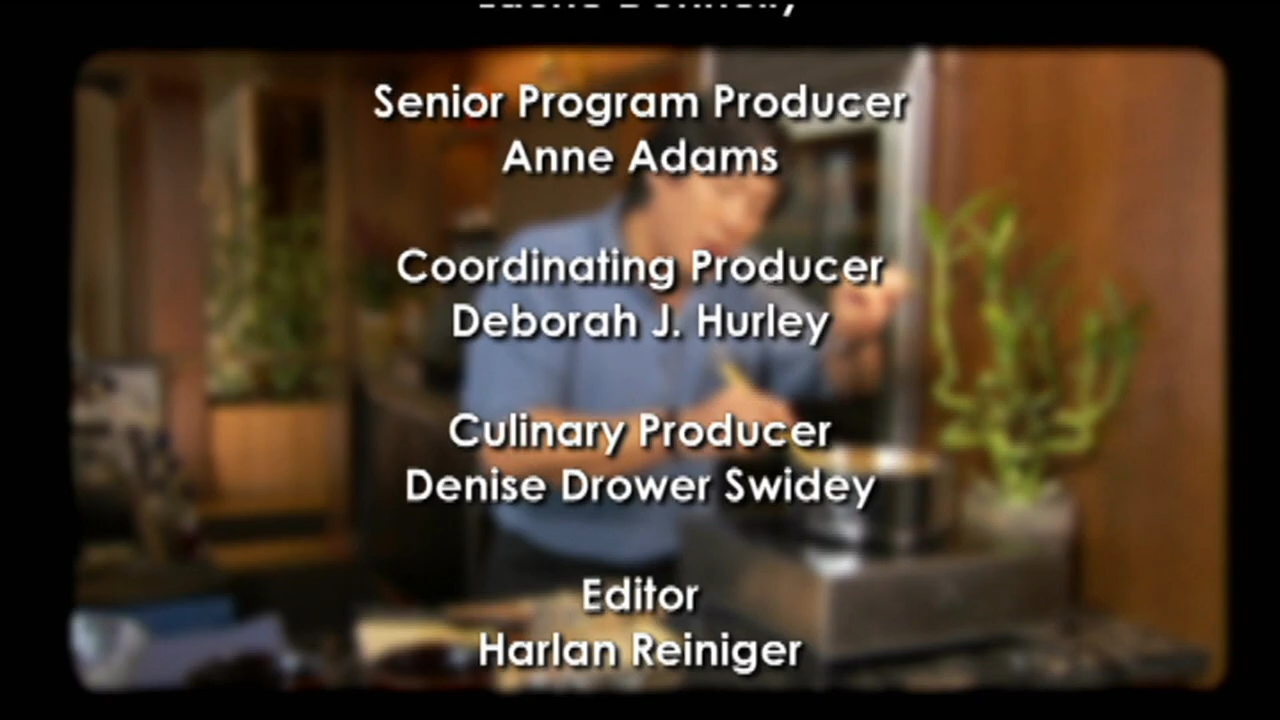 Senior Program Producer
Anne Adams
Coordinating Producer
Deborah J. Hurley
Culinary Producer
Denise Drower Swidey
Editor
Harlan Reiniger